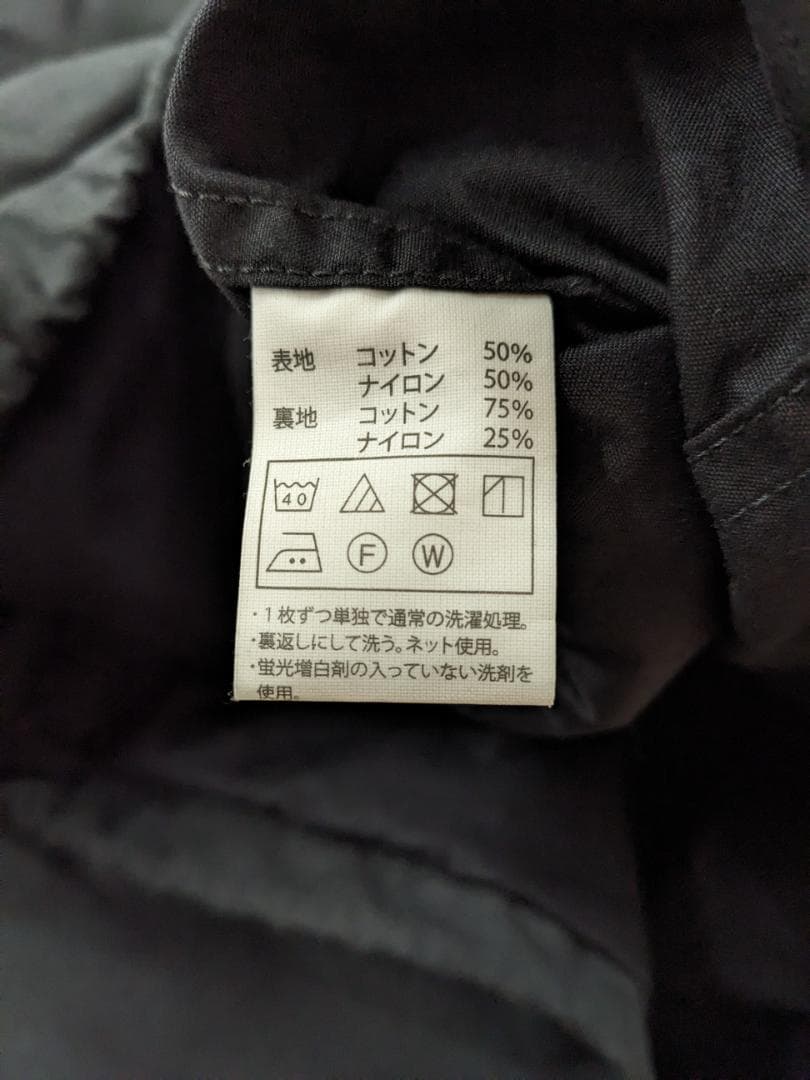 表地 コットン 50%
ナイロン 50%
裏地 コットン 75%
ナイロン 25%
40
F W
・1枚ずつ単独で通常の洗濯処理。
・裏返しにして洗う。ネット使用。
・蛍光増白剤の入っていない洗剤を
使用。